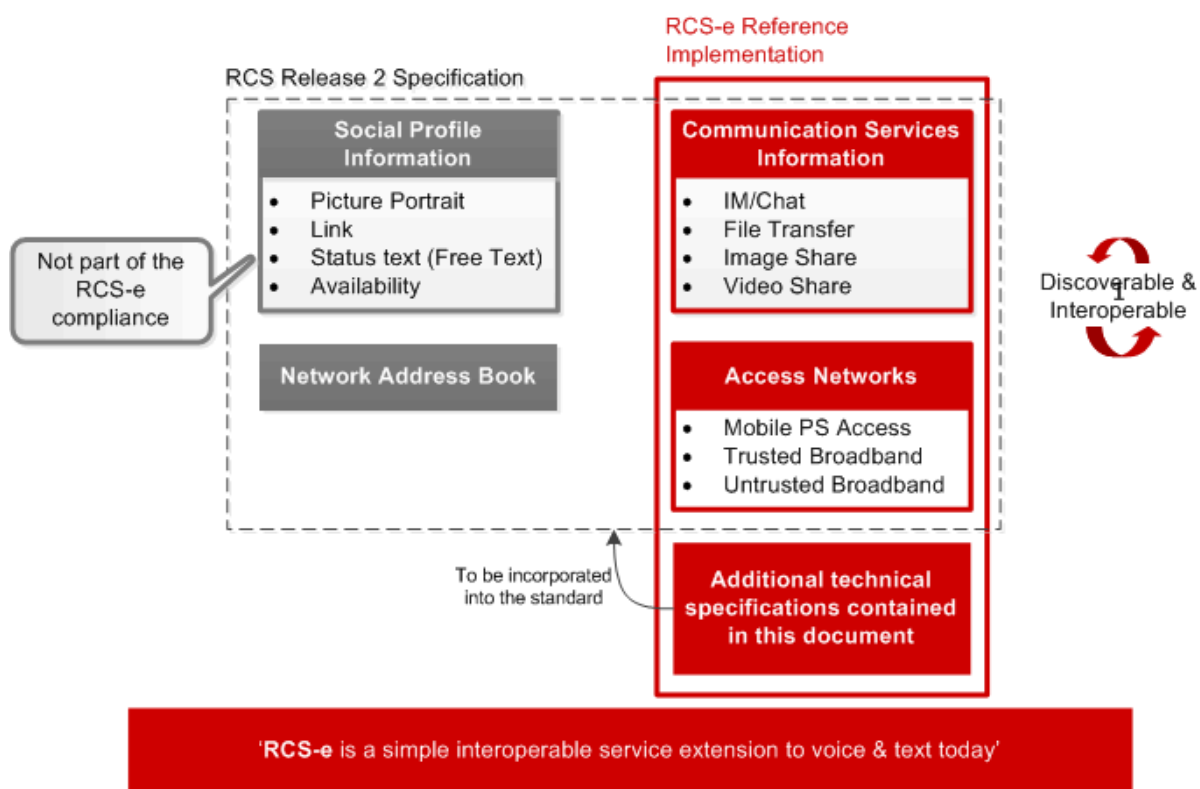 RCS-e Reference
Implementation
RCS Release 2 Specification
Social Profile
Information
• Picture Portrait
• Link
• Status text (Free Text)
• Availability
Not part of the
RCS-e
compliance
Network Address Book
Communication Services
Information
• IM/Chat
• File Transfer
• Image Share
• Video Share
Access Networks
• Mobile PS Access
• Trusted Broadband
• Untrusted Broadband
Discoverable &
Interoperable
To be incorporated
into the standard
Additional technical
specifications contained
in this document
‘RCS-e is a simple interoperable service extension to voice & text today’